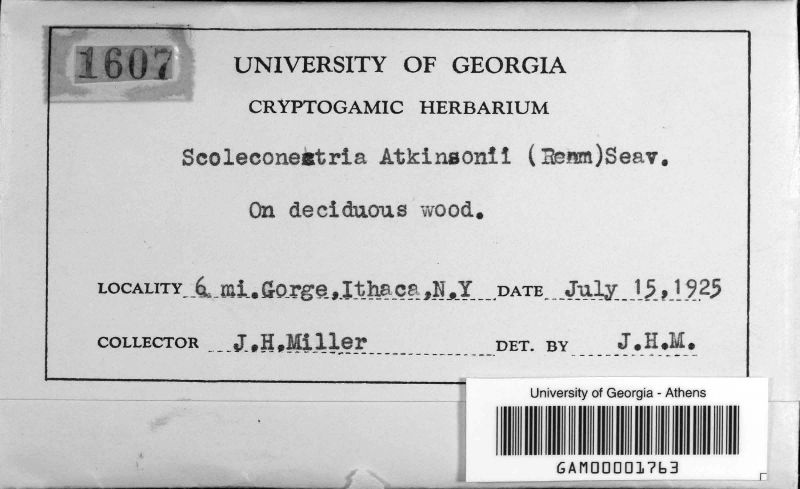 1607
UNIVERSITY OF GEORGIA
CRYPTOGAMIC HERBARIUM
Scoleconectria Atkinsonii (Rehm)Seav.
On deciduous wood.
LOCALITY 6 mi.Gorge,Ithaca,N.Y DATE July 15,1925
COLLECTOR J.H.Miller DET. BY J.H.M.
University of Georgia - Athens
GAM00001763